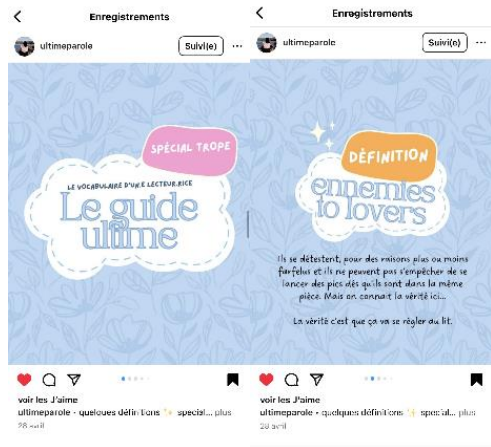 Enregistrements
ultimeparole
Suivi(e)
SPÉCIAL TROPE
LE VOCABULAIRE D'UN.E LECTEUR.RICE
Le guide
ultime
voir les J'aime
ultimeparole • quelques définitions ✨ special... plus
28 avril
Enregistrements
ultimeparole
Suivi(e)
DÉFINITION
ennemies
to lovers
Ils se détestent, pour des raisons plus ou moins
farfelus et ils ne peuvent pas s'empêcher de se
lancer des pics dès qu'ils sont dans la même
pièce. Mais on connait la vérité ici...
La vérité c'est que ça va se régler au lit.
voir les J'aime
ultimeparole • quelques définitions ✨ special... plus
28 avril